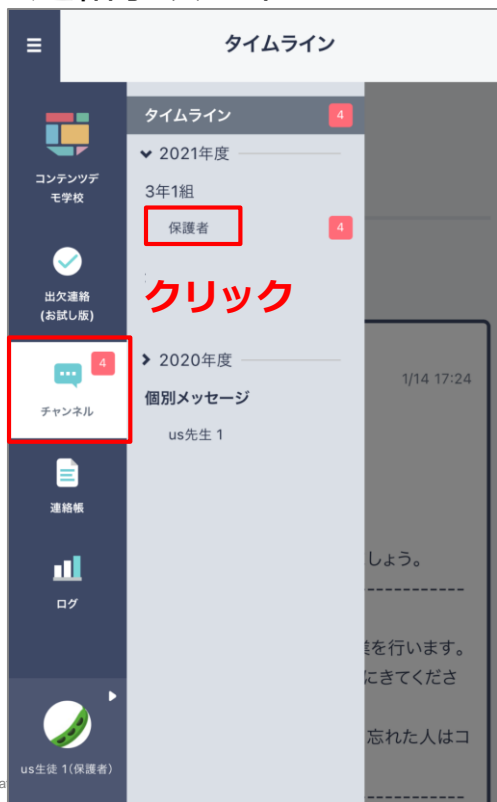 タイムライン
コンテンツデ
モ学校
出欠連絡
(お試し版)
4
チャンネル
連絡帳
ログ
us生徒 1(保護者)
タイムライン
4
2021年度
3年1組
保護者
4
クリック
2020年度
個別メッセージ
us先生 1
1/14 17:24
しょう。
-----------
業を行います。
にきてくださ
忘れた人はコ
-----------